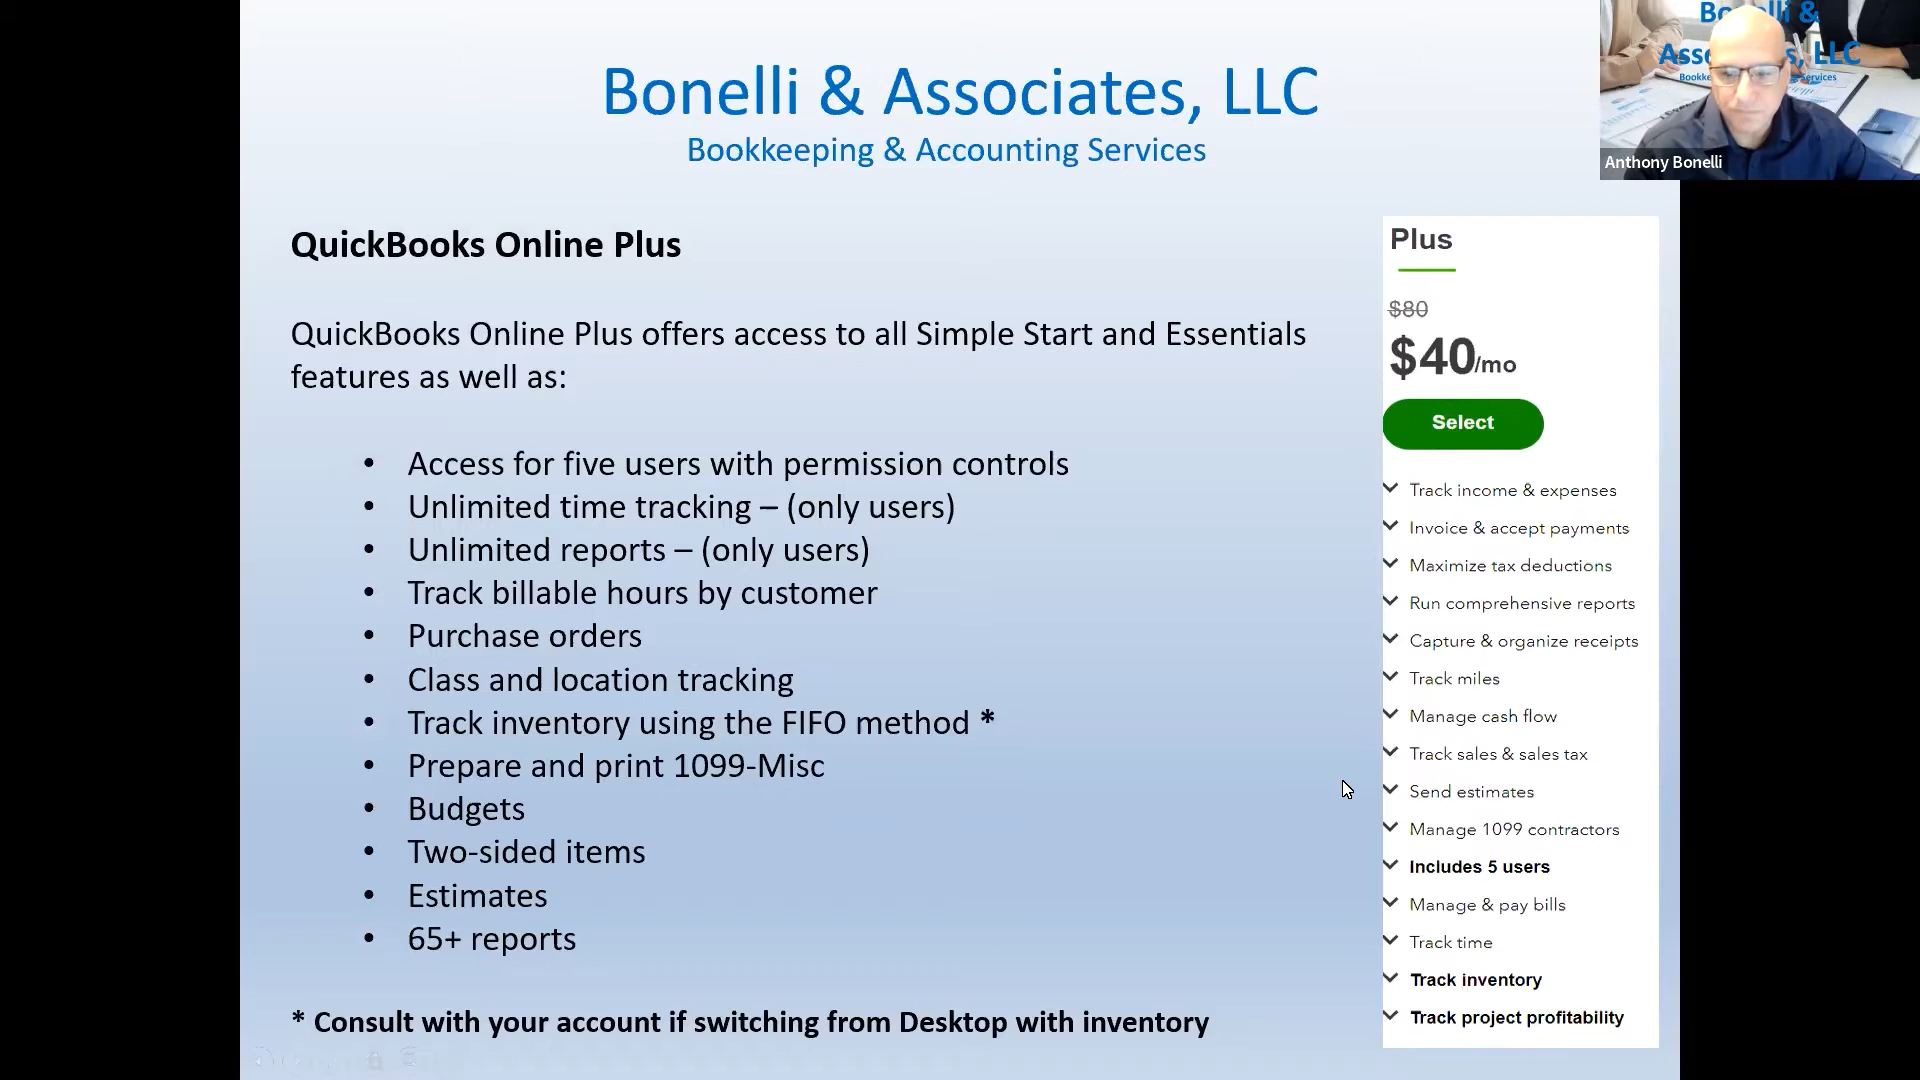 Bonelli & Associates, LLC
Bookkeeping & Accounting Services
Anthony Bonelli
QuickBooks Online Plus
QuickBooks Online Plus offers access to all Simple Start and Essentials
features as well as:
• Access for five users with permission controls
• Unlimited time tracking – (only users)
• Unlimited reports – (only users)
• Track billable hours by customer
• Purchase orders
• Class and location tracking
• Track inventory using the FIFO method *
• Prepare and print 1099-Misc
• Budgets
• Two-sided items
• Estimates
• 65+ reports
* Consult with your account if switching from Desktop with inventory
Plus
$80
$40/mo
Select
Track income & expenses
Invoice & accept payments
Maximize tax deductions
Run comprehensive reports
Capture & organize receipts
Track miles
Manage cash flow
Track sales & sales tax
Send estimates
Manage 1099 contractors
Includes 5 users
Manage & pay bills
Track time
Track inventory
Track project profitability